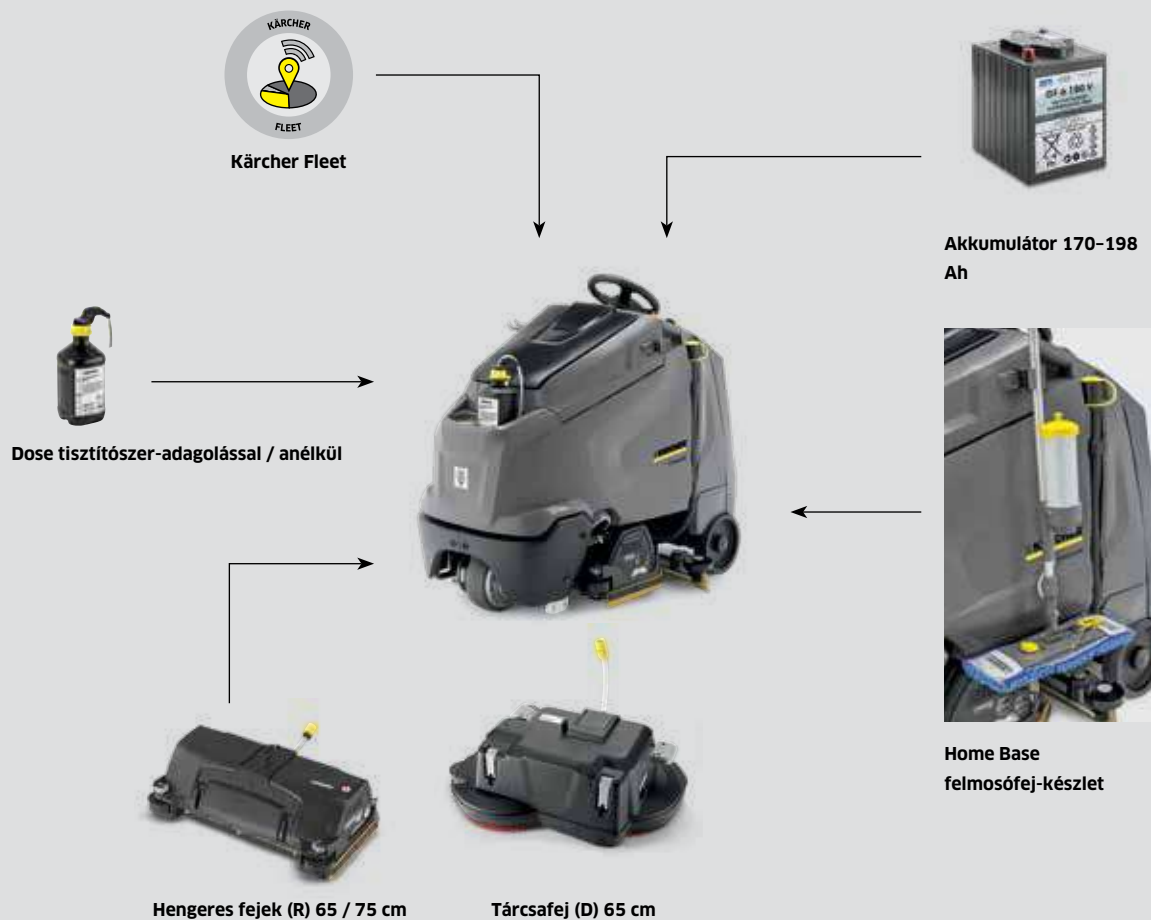 KÄRCHER
FLEET
Kärcher Fleet
Akkumulátor 170–198
Ah
Dose tisztítószer-adagolással / anélkül
Home Base
felmosófej-készlet
Hengeres fejek (R) 65 / 75 cm
Tárcsafej (D) 65 cm